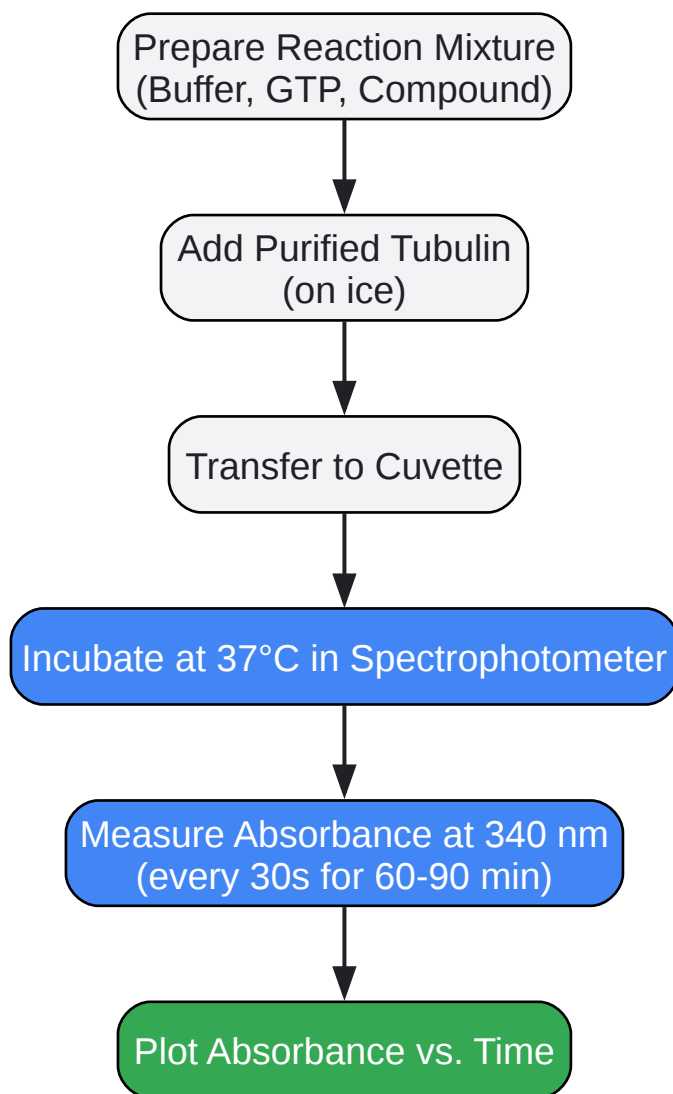 Prepare Reaction Mixture
(Buffer, GTP, Compound)
Add Purified Tubulin
(on ice)
Transfer to Cuvette
Incubate at 37°C in Spectrophotometer
Measure Absorbance at 340 nm
(every 30s for 60-90 min)
Plot Absorbance vs. Time